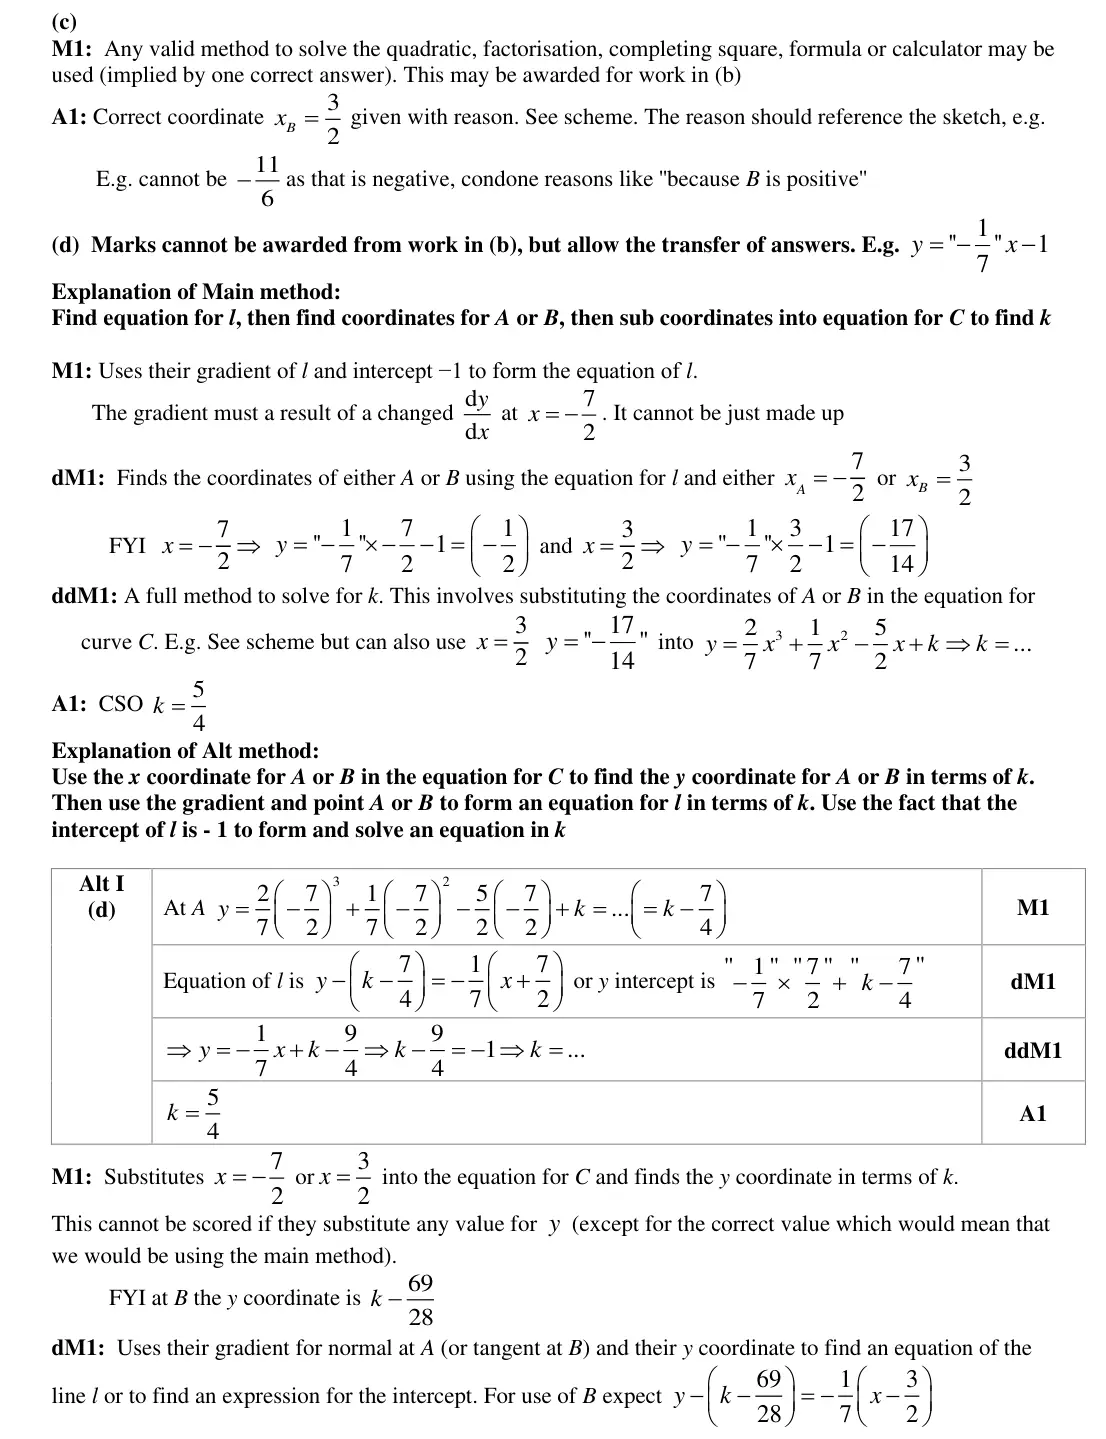 (c)
M1: Any valid method to solve the quadratic, factorisation, completing square, formula or calculator may be
used (implied by one correct answer). This may be awarded for work in (b)
A1: Correct coordinate x_B = 3/2 given with reason. See scheme. The reason should reference the sketch, e.g.
E.g. cannot be −11/6 as that is negative, condone reasons like "because B is positive"
(d) Marks cannot be awarded from work in (b), but allow the transfer of answers. E.g. y = "−1/7" x − 1
Explanation of Main method:
Find equation for l, then find coordinates for A or B, then sub coordinates into equation for C to find k
M1: Uses their gradient of l and intercept −1 to form the equation of l.
The gradient must a result of a changed dy/dx at x = −7/2. It cannot be just made up
dM1: Finds the coordinates of either A or B using the equation for l and either x_A = −7/2 or x_B = 3/2
FYI x = −7/2 ⇒ y = "−1/7" × −7/2 − 1 = (−1/2) and x = 3/2 ⇒ y = "−1/7" × 3/2 − 1 = (−17/14)
ddM1: A full method to solve for k. This involves substituting the coordinates of A or B in the equation for
curve C. E.g. See scheme but can also use x = 3/2 y = "−17/14" into y = 2/7 x³ + 1/7 x² − 5/2 x + k ⇒ k = ...
A1: CSO k = 5/4
Explanation of Alt method:
Use the x coordinate for A or B in the equation for C to find the y coordinate for A or B in terms of k.
Then use the gradient and point A or B to form an equation for l in terms of k. Use the fact that the
intercept of l is - 1 to form and solve an equation in k
Alt I
(d)
At A y = 2/7 (−7/2)³ + 1/7 (−7/2)² − 5/2 (−7/2) + k = ... (= k − 7/4)
M1
Equation of l is y − (k − 7/4) = −1/7 (x + 7/2) or y intercept is "−1/7" × "7/2" + "k − 7/4"
dM1
⇒ y = −1/7 x + k − 9/4 ⇒ k − 9/4 = −1 ⇒ k = ...
ddM1
k = 5/4
A1
M1: Substitutes x = −7/2 or x = 3/2 into the equation for C and finds the y coordinate in terms of k.
This cannot be scored if they substitute any value for y (except for the correct value which would mean that
we would be using the main method).
FYI at B the y coordinate is k − 69/28
dM1: Uses their gradient for normal at A (or tangent at B) and their y coordinate to find an equation of the
line l or to find an expression for the intercept. For use of B expect y − (k − 69/28) = −1/7 (x − 3/2)